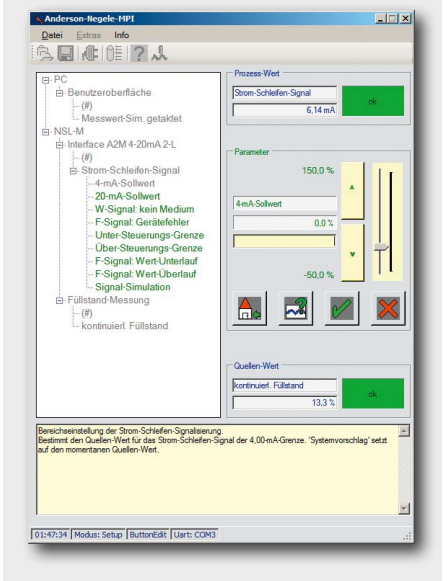 Anderson-Negele-MPI
Datei Extras Info
PC
Benutzeroberfläche
(#)
Messwert-Sim. getaktet
NSL-M
Interface A2M 4-20mA 2-L
(#)
Strom-Schleifen-Signal
4-mA-Sollwert
20-mA-Sollwert
W-Signal: kein Medium
F-Signal: Gerätefehler
Unter-Steuerungs-Grenze
Über-Steuerungs-Grenze
F-Signal: Wert-Unterlauf
F-Signal: Wert-Überlauf
Signal-Simulation
Füllstand-Messung
(#)
kontinuierl. Füllstand
Prozess-Wert
Strom-Schleifen-Signal
6,14 mA
ok
Parameter
150,0 %
4-mA-Sollwert
0,0 %
-50,0 %
Quellen-Wert
kontinuierl. Füllstand
13,3 %
ok
Bereichseinstellung der Strom-Schleifen-Signalisierung.
Bestimmt den Quellen-Wert für das Strom-Schleifen-Signal der 4,00-mA-Grenze. 'Systemvorschlag' setzt
auf den momentanen Quellen-Wert.
01:47:34 Modus: Setup ButtonEdit Uart: COM3